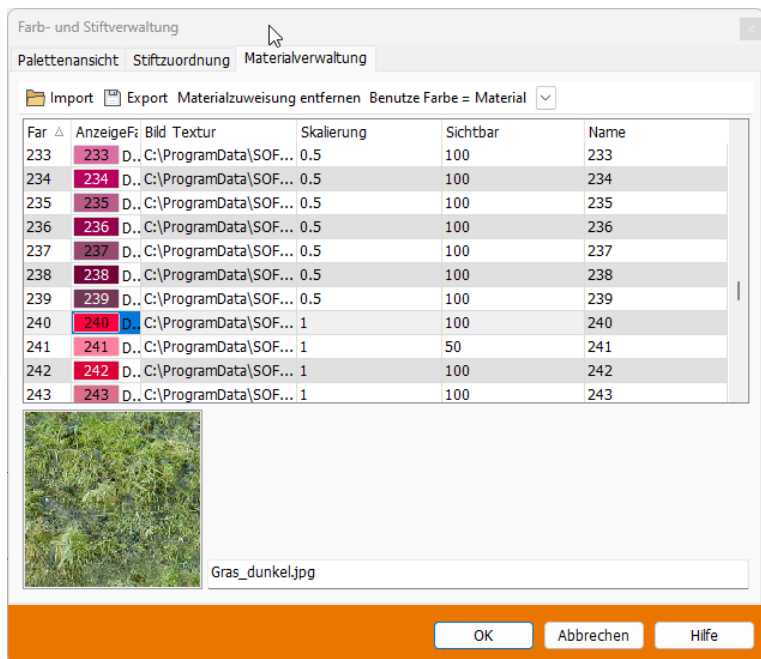 Farb- und Stiftverwaltung
x
Palettenansicht Stiftzuordnung Materialverwaltung
Import Export Materialzuweisung entfernen Benutze Farbe = Material
Far AnzeigeFa Bild Textur Skalierung Sichtbar Name
233 233 D.. C:\ProgramData\SOF... 0.5 100 233
234 234 D.. C:\ProgramData\SOF... 0.5 100 234
235 235 D.. C:\ProgramData\SOF... 0.5 100 235
236 236 D.. C:\ProgramData\SOF... 0.5 100 236
237 237 D.. C:\ProgramData\SOF... 0.5 100 237
238 238 D.. C:\ProgramData\SOF... 0.5 100 238
239 239 D.. C:\ProgramData\SOF... 0.5 100 239
240 240 D.. C:\ProgramData\SOF... 1 100 240
241 241 D.. C:\ProgramData\SOF... 1 50 241
242 242 D.. C:\ProgramData\SOF... 1 100 242
243 243 D.. C:\ProgramData\SOF... 1 100 243
Gras_dunkel.jpg
OK Abbrechen Hilfe